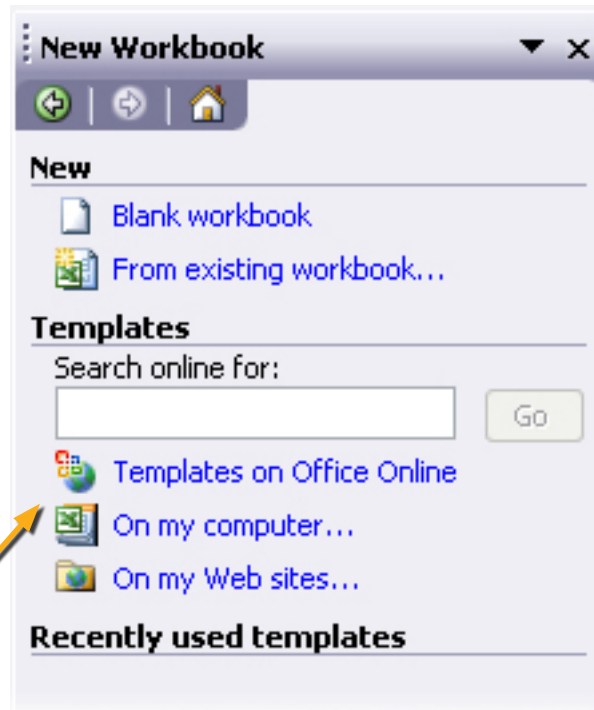 New Workbook
New
Blank workbook
From existing workbook...
Templates
Search online for:
Go
Templates on Office Online
On my computer...
On my Web sites...
Recently used templates